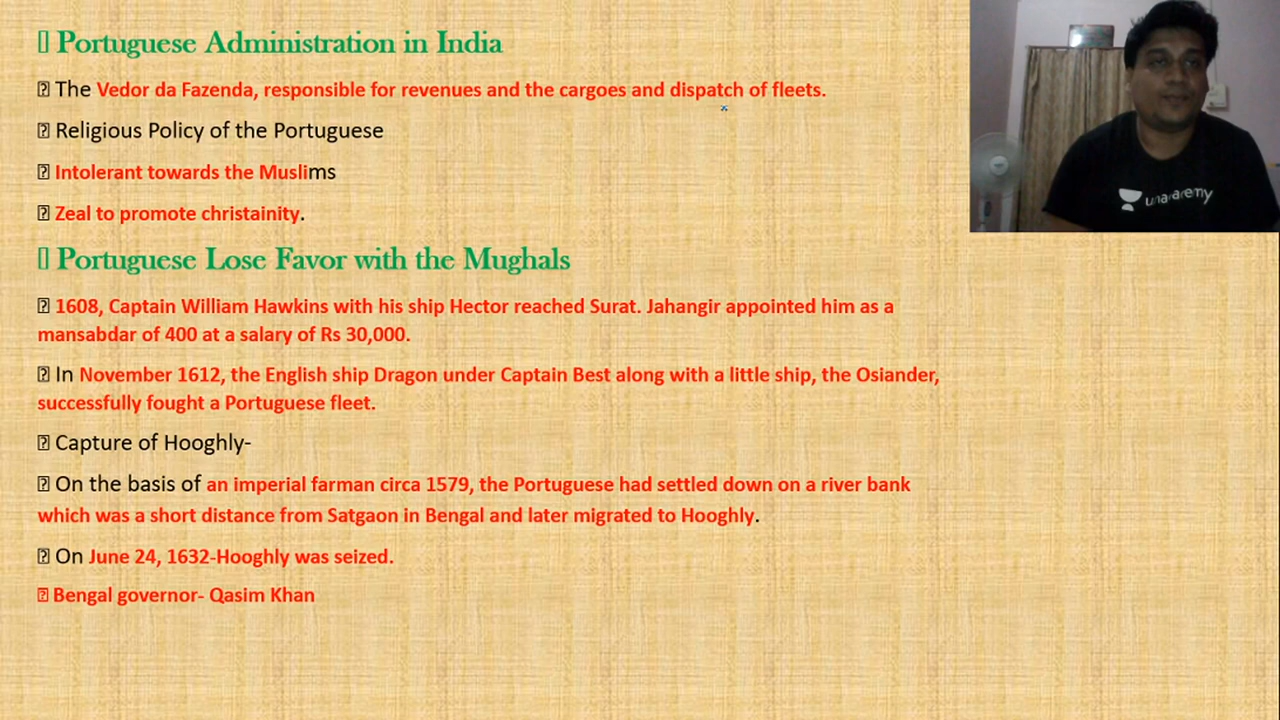 Portuguese Administration in India
The Vedor da Fazenda, responsible for revenues and the cargoes and dispatch of fleets.
Religious Policy of the Portuguese
Intolerant towards the Muslims
Zeal to promote christainity.
Portuguese Lose Favor with the Mughals
1608, Captain William Hawkins with his ship Hector reached Surat. Jahangir appointed him as a
mansabdar of 400 at a salary of Rs 30,000.
In November 1612, the English ship Dragon under Captain Best along with a little ship, the Osiander,
successfully fought a Portuguese fleet.
Capture of Hooghly-
On the basis of an imperial farman circa 1579, the Portuguese had settled down on a river bank
which was a short distance from Satgaon in Bengal and later migrated to Hooghly.
On June 24, 1632-Hooghly was seized.
Bengal governor- Qasim Khan